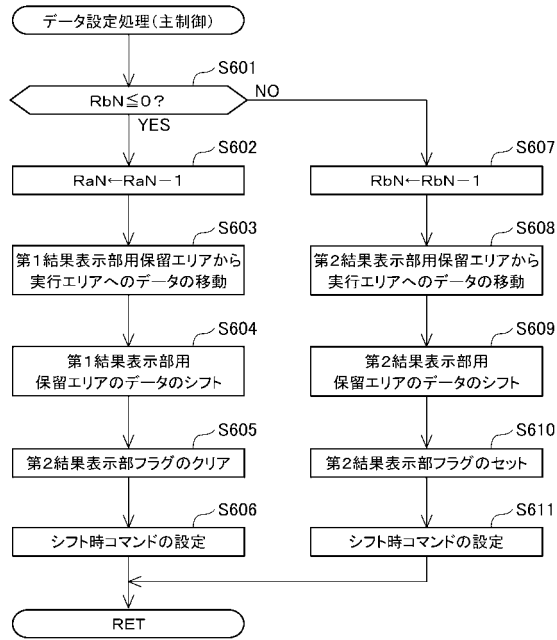 データ設定処理(主制御)
S601
RbN≦0?
NO
YES
S602
RaN←RaN-1
S603
第1結果表示部用保留エリアから
実行エリアへのデータの移動
S604
第1結果表示部用
保留エリアのデータのシフト
S605
第2結果表示部フラグのクリア
S606
シフト時コマンドの設定
S607
RbN←RbN-1
S608
第2結果表示部用保留エリアから
実行エリアへのデータの移動
S609
第2結果表示部用
保留エリアのデータのシフト
S610
第2結果表示部フラグのセット
S611
シフト時コマンドの設定
RET